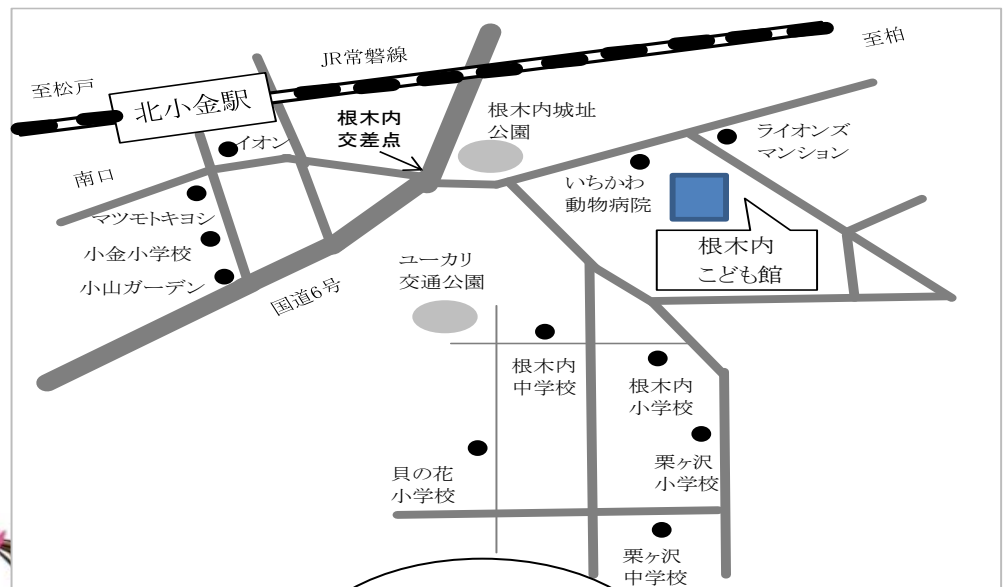 JR常磐線
至柏
至松戸
北小金駅
根木内
交差点
根木内城址
公園
ライオンズ
マンション
イオン
南口
いちかわ
動物病院
マツモトキヨシ
小金小学校
小山ガーデン
根木内
こども館
ユーカリ
交通公園
国道6号
根木内
中学校
根木内
小学校
栗ヶ沢
小学校
貝の花
小学校
栗ヶ沢
中学校